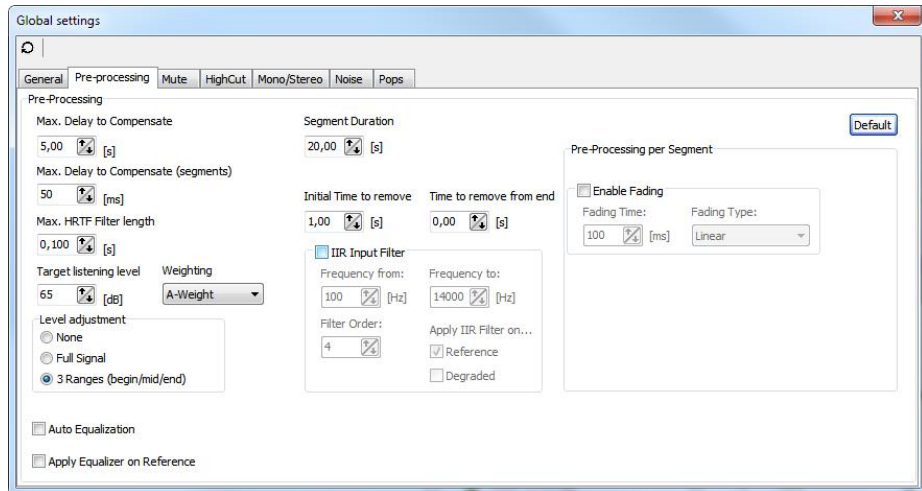 Global settings
General Pre-processing Mute HighCut Mono/Stereo Noise Pops
Pre-Processing
Default
Max. Delay to Compensate
5,00 [s]
Max. Delay to Compensate (segments)
50 [ms]
Max. HRTF Filter length
0,100 [s]
Target listening level Weighting
65 [dB] A-Weight
Level adjustment
None
Full Signal
3 Ranges (begin/mid/end)
Auto Equalization
Apply Equalizer on Reference
Segment Duration
20,00 [s]
Initial Time to remove Time to remove from end
1,00 [s] 0,00 [s]
IIR Input Filter
Frequency from: Frequency to:
100 [Hz] 14000 [Hz]
Filter Order: Apply IIR Filter on...
4 Reference
Degraded
Pre-Processing per Segment
Enable Fading
Fading Time: Fading Type:
100 [ms] Linear